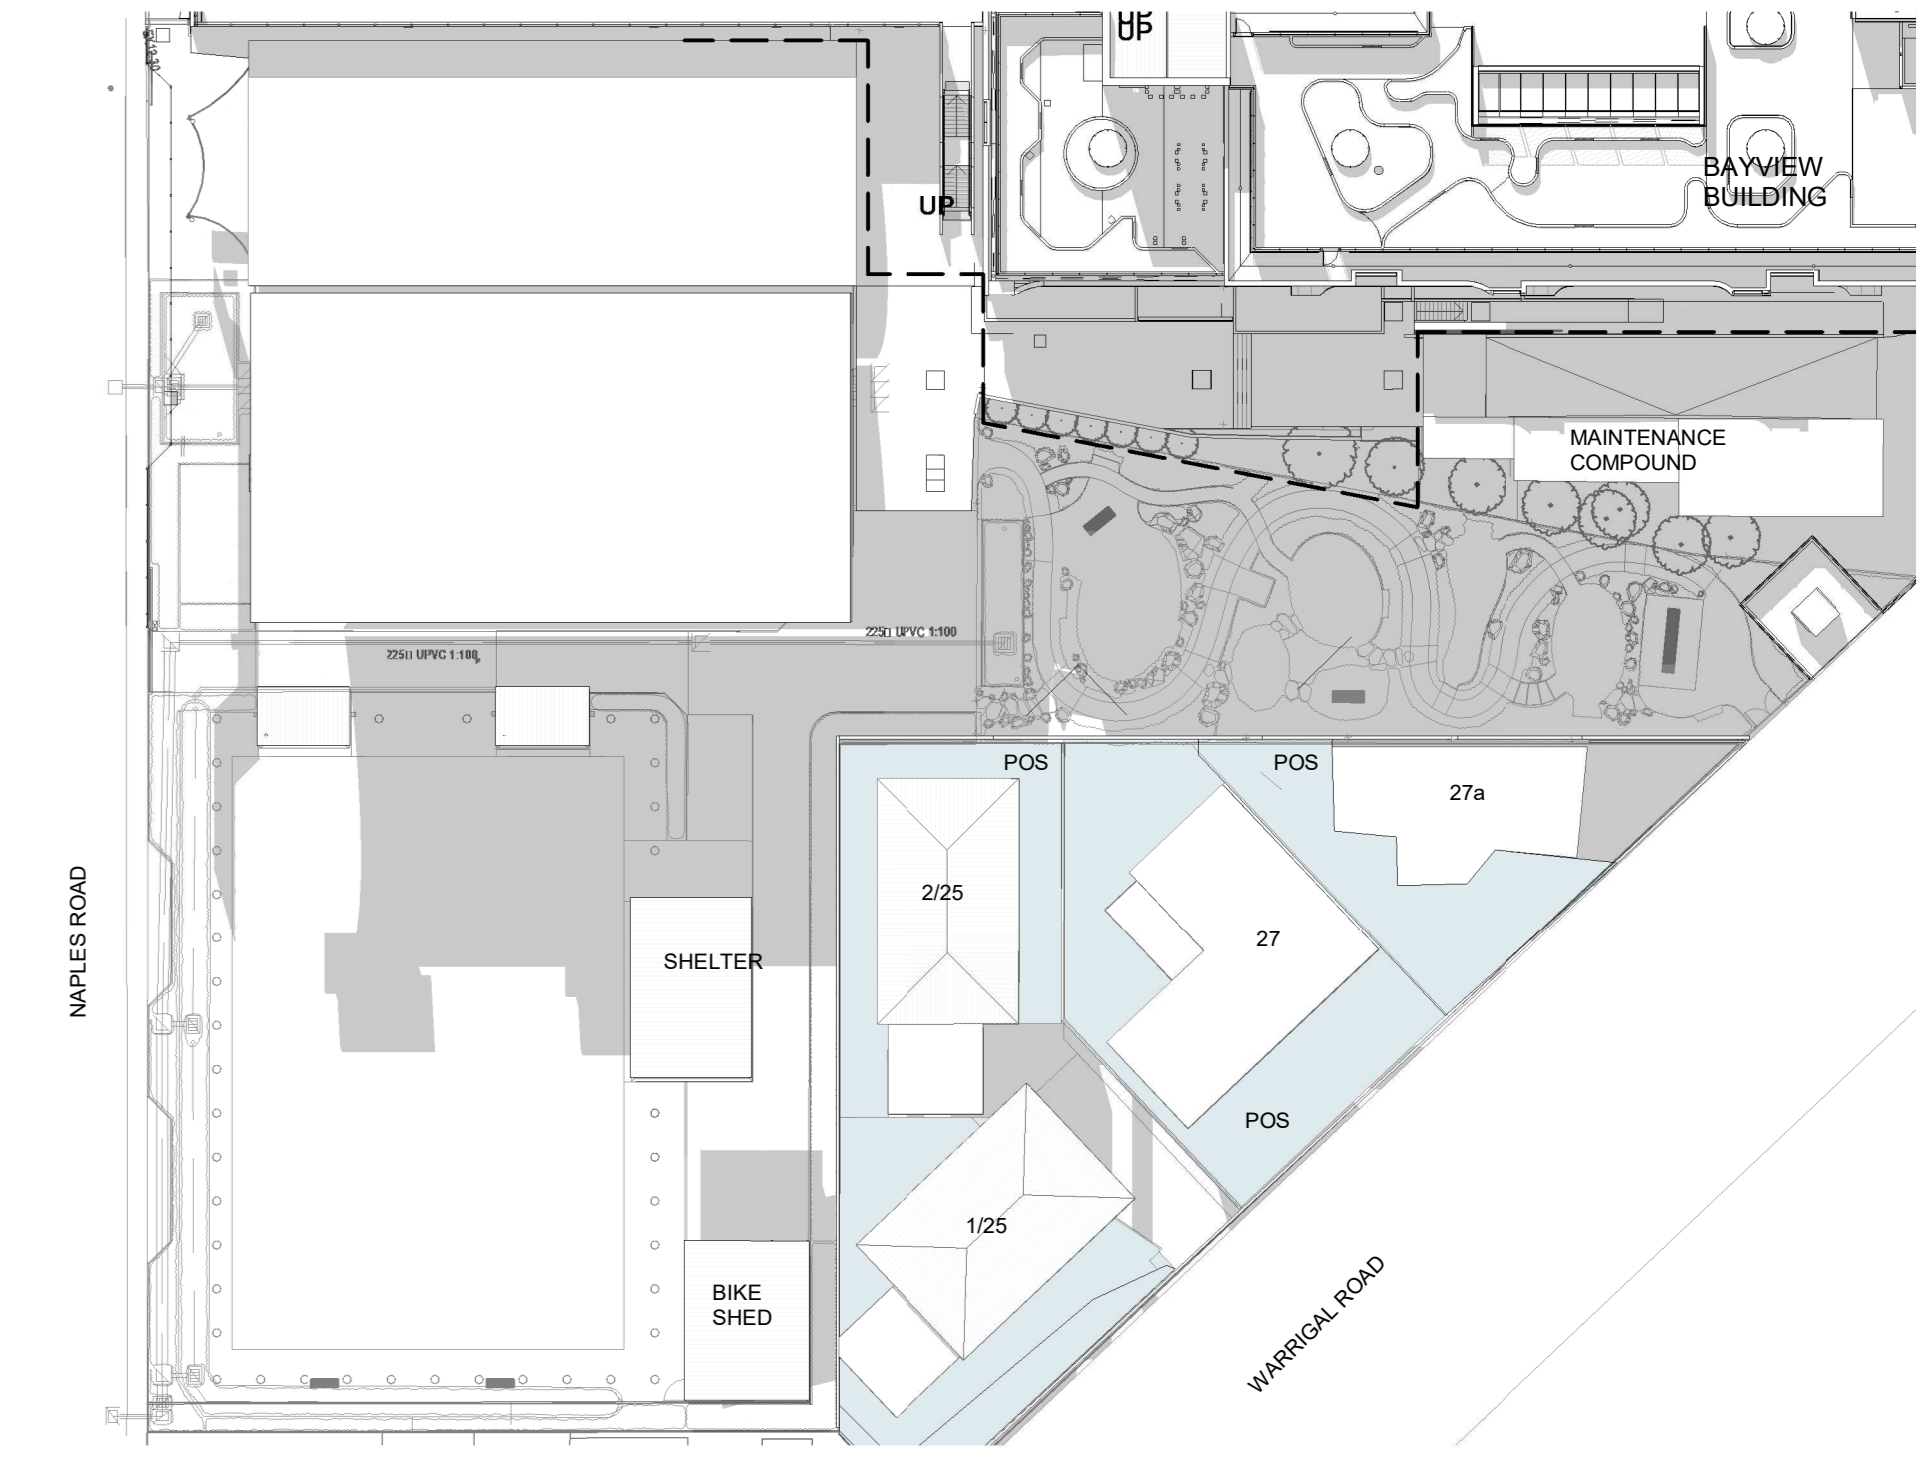 UP
UP
BAYVIEW
BUILDING
MAINTENANCE
COMPOUND
225▯ UPVC 1:100
225▯ UPVC 1:100
POS
POS
27a
2/25
27
SHELTER
NAPLES ROAD
POS
1/25
BIKE
SHED
WARRIGAL ROAD